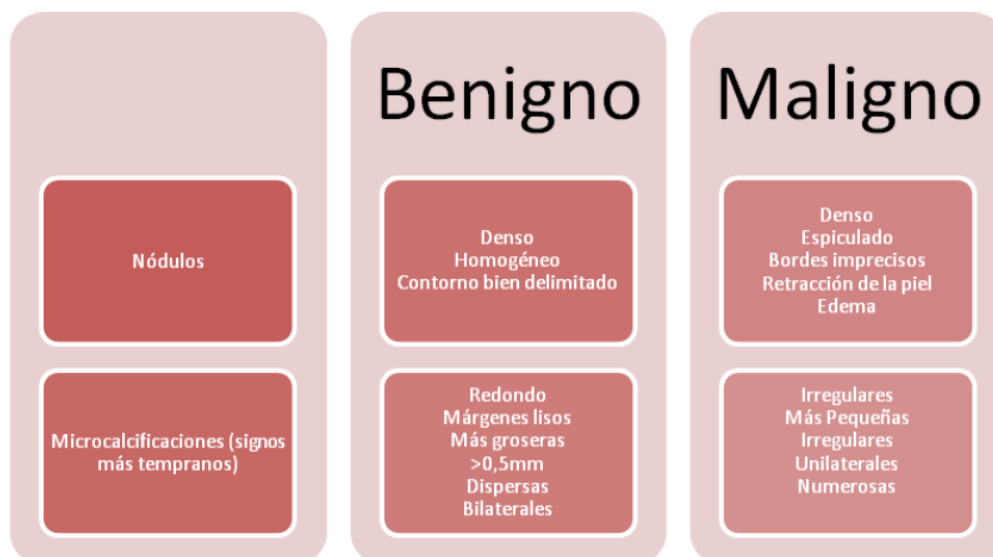 Benigno
Maligno
Nódulos
Denso
Homogéneo
Contorno bien delimitado
Denso
Espiculado
Bordes imprecisos
Retracción de la piel
Edema
Microcalcificaciones (signos
más tempranos)
Redondo
Márgenes lisos
Más groseras
>0,5mm
Dispersas
Bilaterales
Irregulares
Más Pequeñas
Irregulares
Unilaterales
Numerosas